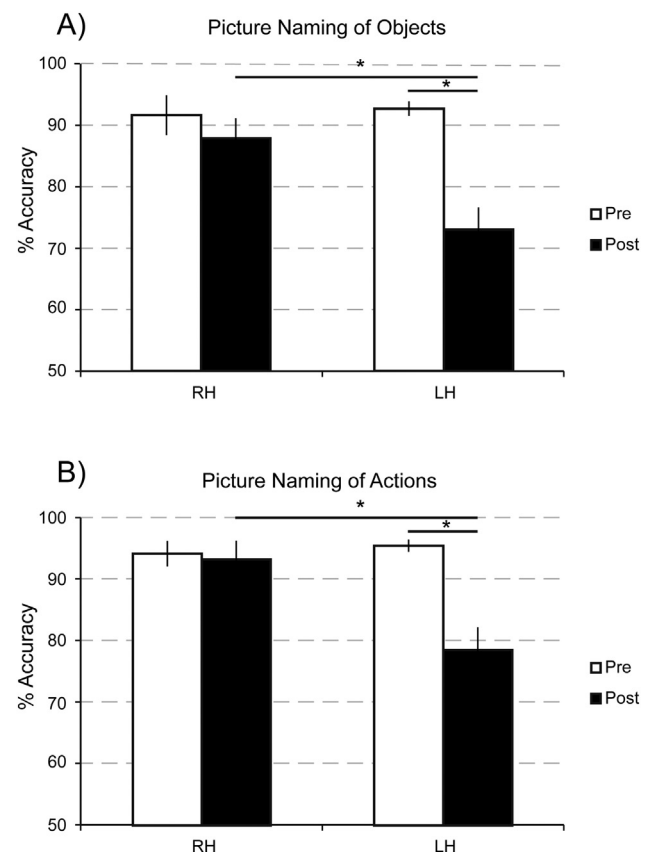 A) Picture Naming of Objects
*
*
100
90
80
70
60
50
% Accuracy
RH LH
Pre
Post
B) Picture Naming of Actions
*
*
100
90
80
70
60
50
% Accuracy
RH LH
Pre
Post